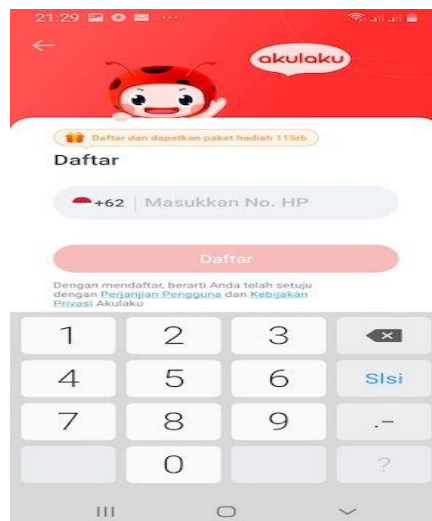 21:29
akulaku
Daftar dan dapatkan paket hadiah 115rb
Daftar
+62 | Masukkan No. HP
Daftar
Dengan mendaftar, berarti Anda telah setuju
dengan Perjanjian Pengguna dan Kebijakan
Privasi Akulaku
1 2 3
4 5 6 Slsi
7 8 9 .-
0 ?